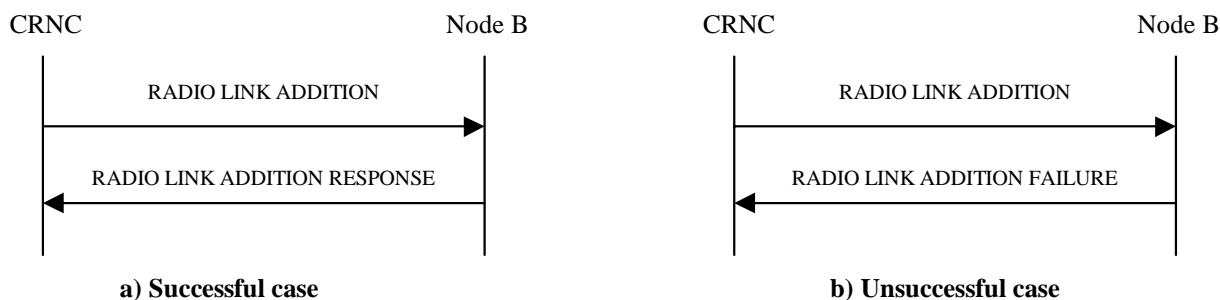 CRNC
Node B
RADIO LINK ADDITION
RADIO LINK ADDITION RESPONSE
a) Successful case
CRNC
Node B
RADIO LINK ADDITION
RADIO LINK ADDITION FAILURE
b) Unsuccessful case